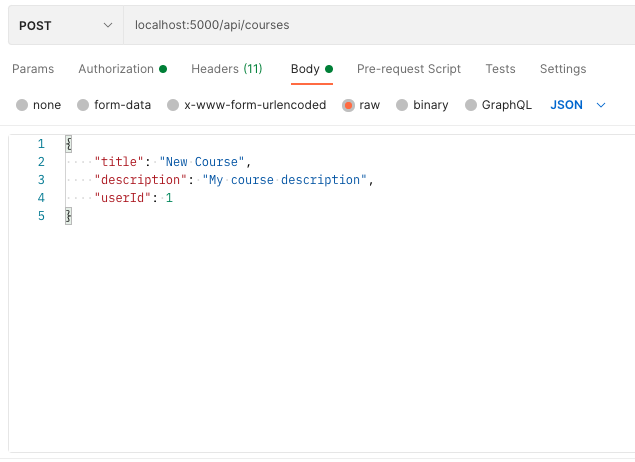 POST localhost:5000/api/courses
Params Authorization Headers (11) Body Pre-request Script Tests Settings
none form-data x-www-form-urlencoded raw binary GraphQL JSON
1 {
2 "title": "New Course",
3 "description": "My course description",
4 "userId": 1
5 }